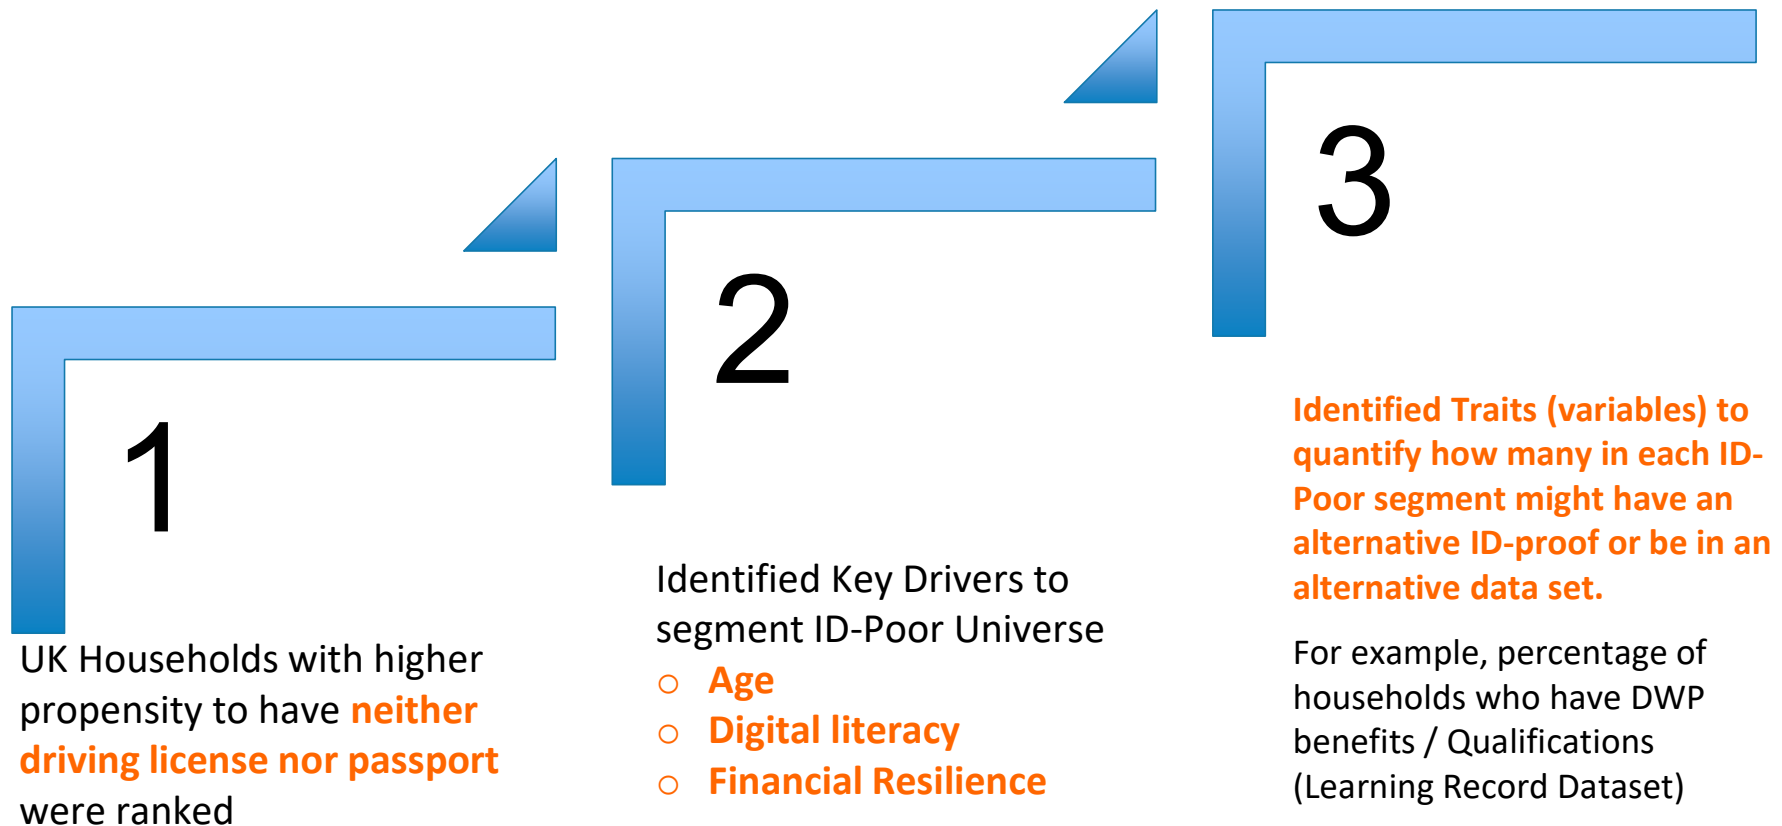 1
UK Households with higher
propensity to have neither
driving license nor passport
were ranked
2
Identified Key Drivers to
segment ID-Poor Universe
o Age
o Digital literacy
o Financial Resilience
3
Identified Traits (variables) to
quantify how many in each ID-
Poor segment might have an
alternative ID-proof or be in an
alternative data set.
For example, percentage of
households who have DWP
benefits / Qualifications
(Learning Record Dataset)